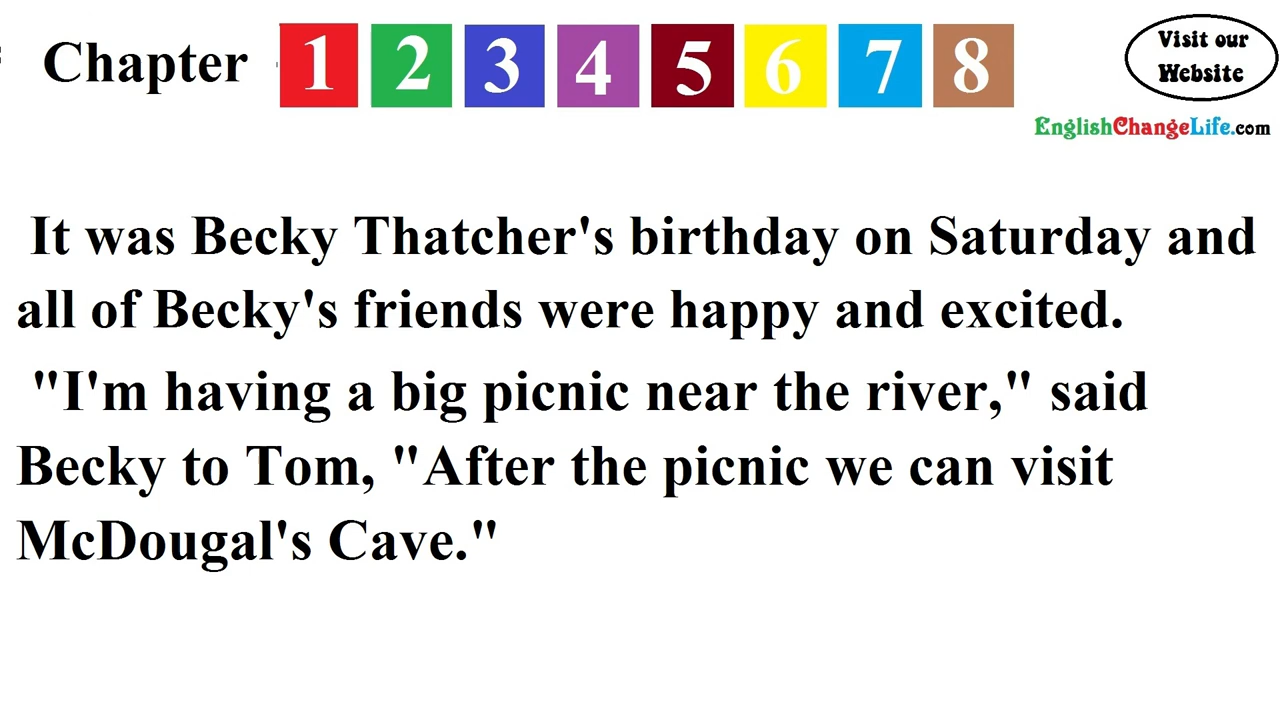 Chapter 1 2 3 4 5 6 7 8
Visit our
Website
EnglishChangeLife.com
It was Becky Thatcher's birthday on Saturday and
all of Becky's friends were happy and excited.
"I'm having a big picnic near the river," said
Becky to Tom, "After the picnic we can visit
McDougal's Cave."